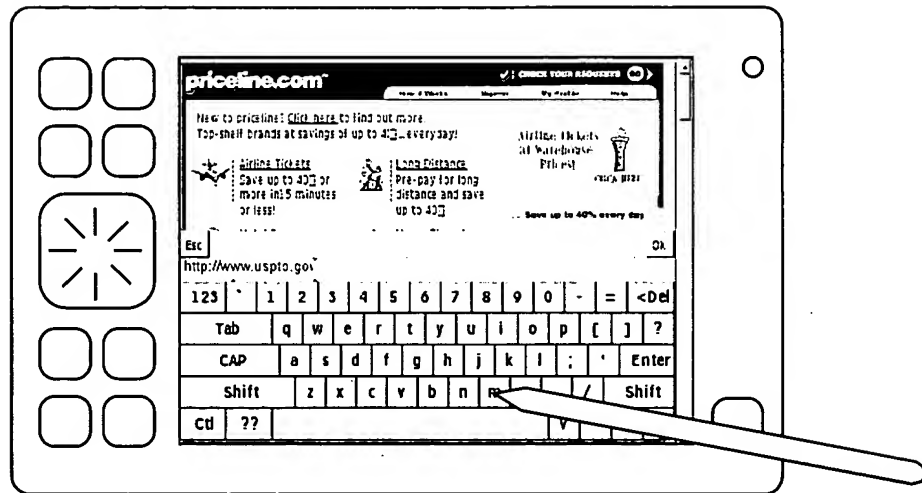 priceline.com
CHECK YOUR REQUESTS GO
New to priceline? Click here to find out more.
Top-shelf brands at savings of up to 40 everyday!
Airline Tickets
Save up to 40 or
more in 15 minutes
or less!
Long Distance
Pre-pay for long
distance and save
up to 40
Airline Tickets
at Warehouse
Prices!
CLICK HERE
Save up to 40% every day
Esc Ok
http://www.uspto.gov
123 ` 1 2 3 4 5 6 7 8 9 0 - = <Del
Tab q w e r t y u i o p [ ] ?
CAP a s d f g h j k l ; ' Enter
Shift z x c v b n m / Shift
Ctl ??